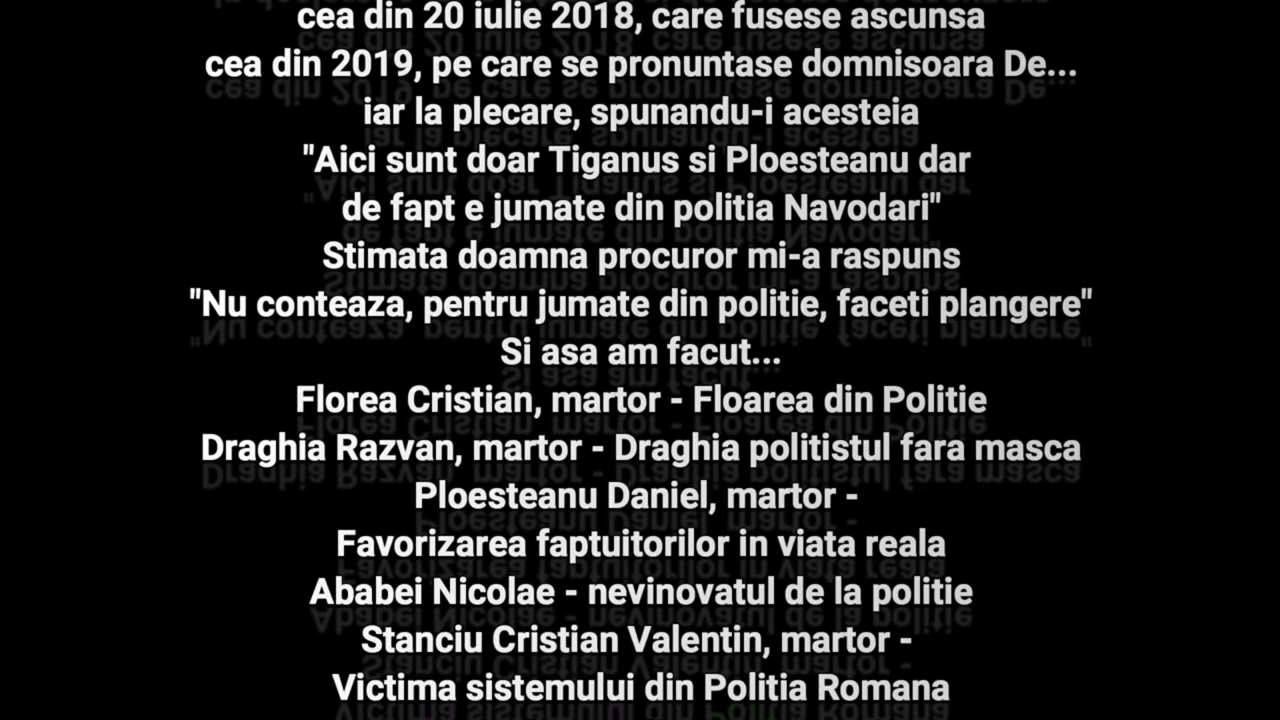 cea din 20 iulie 2018, care fusese ascunsa
cea din 2019, pe care se pronuntase domnisoara De...
iar la plecare, spunandu-i acesteia
"Aici sunt doar Tiganus si Ploesteanu dar
de fapt e jumate din politia Navodari"
Stimata doamna procuror mi-a raspuns
"Nu conteaza, pentru jumate din politie, faceti plangere"
Si asa am facut...
Florea Cristian, martor - Floarea din Politie
Draghia Razvan, martor - Draghia politistul fara masca
Ploesteanu Daniel, martor -
Favorizarea faptuitorilor in viata reala
Ababei Nicolae - nevinovatul de la politie
Stanciu Cristian Valentin, martor -
Victima sistemului din Politia Romana